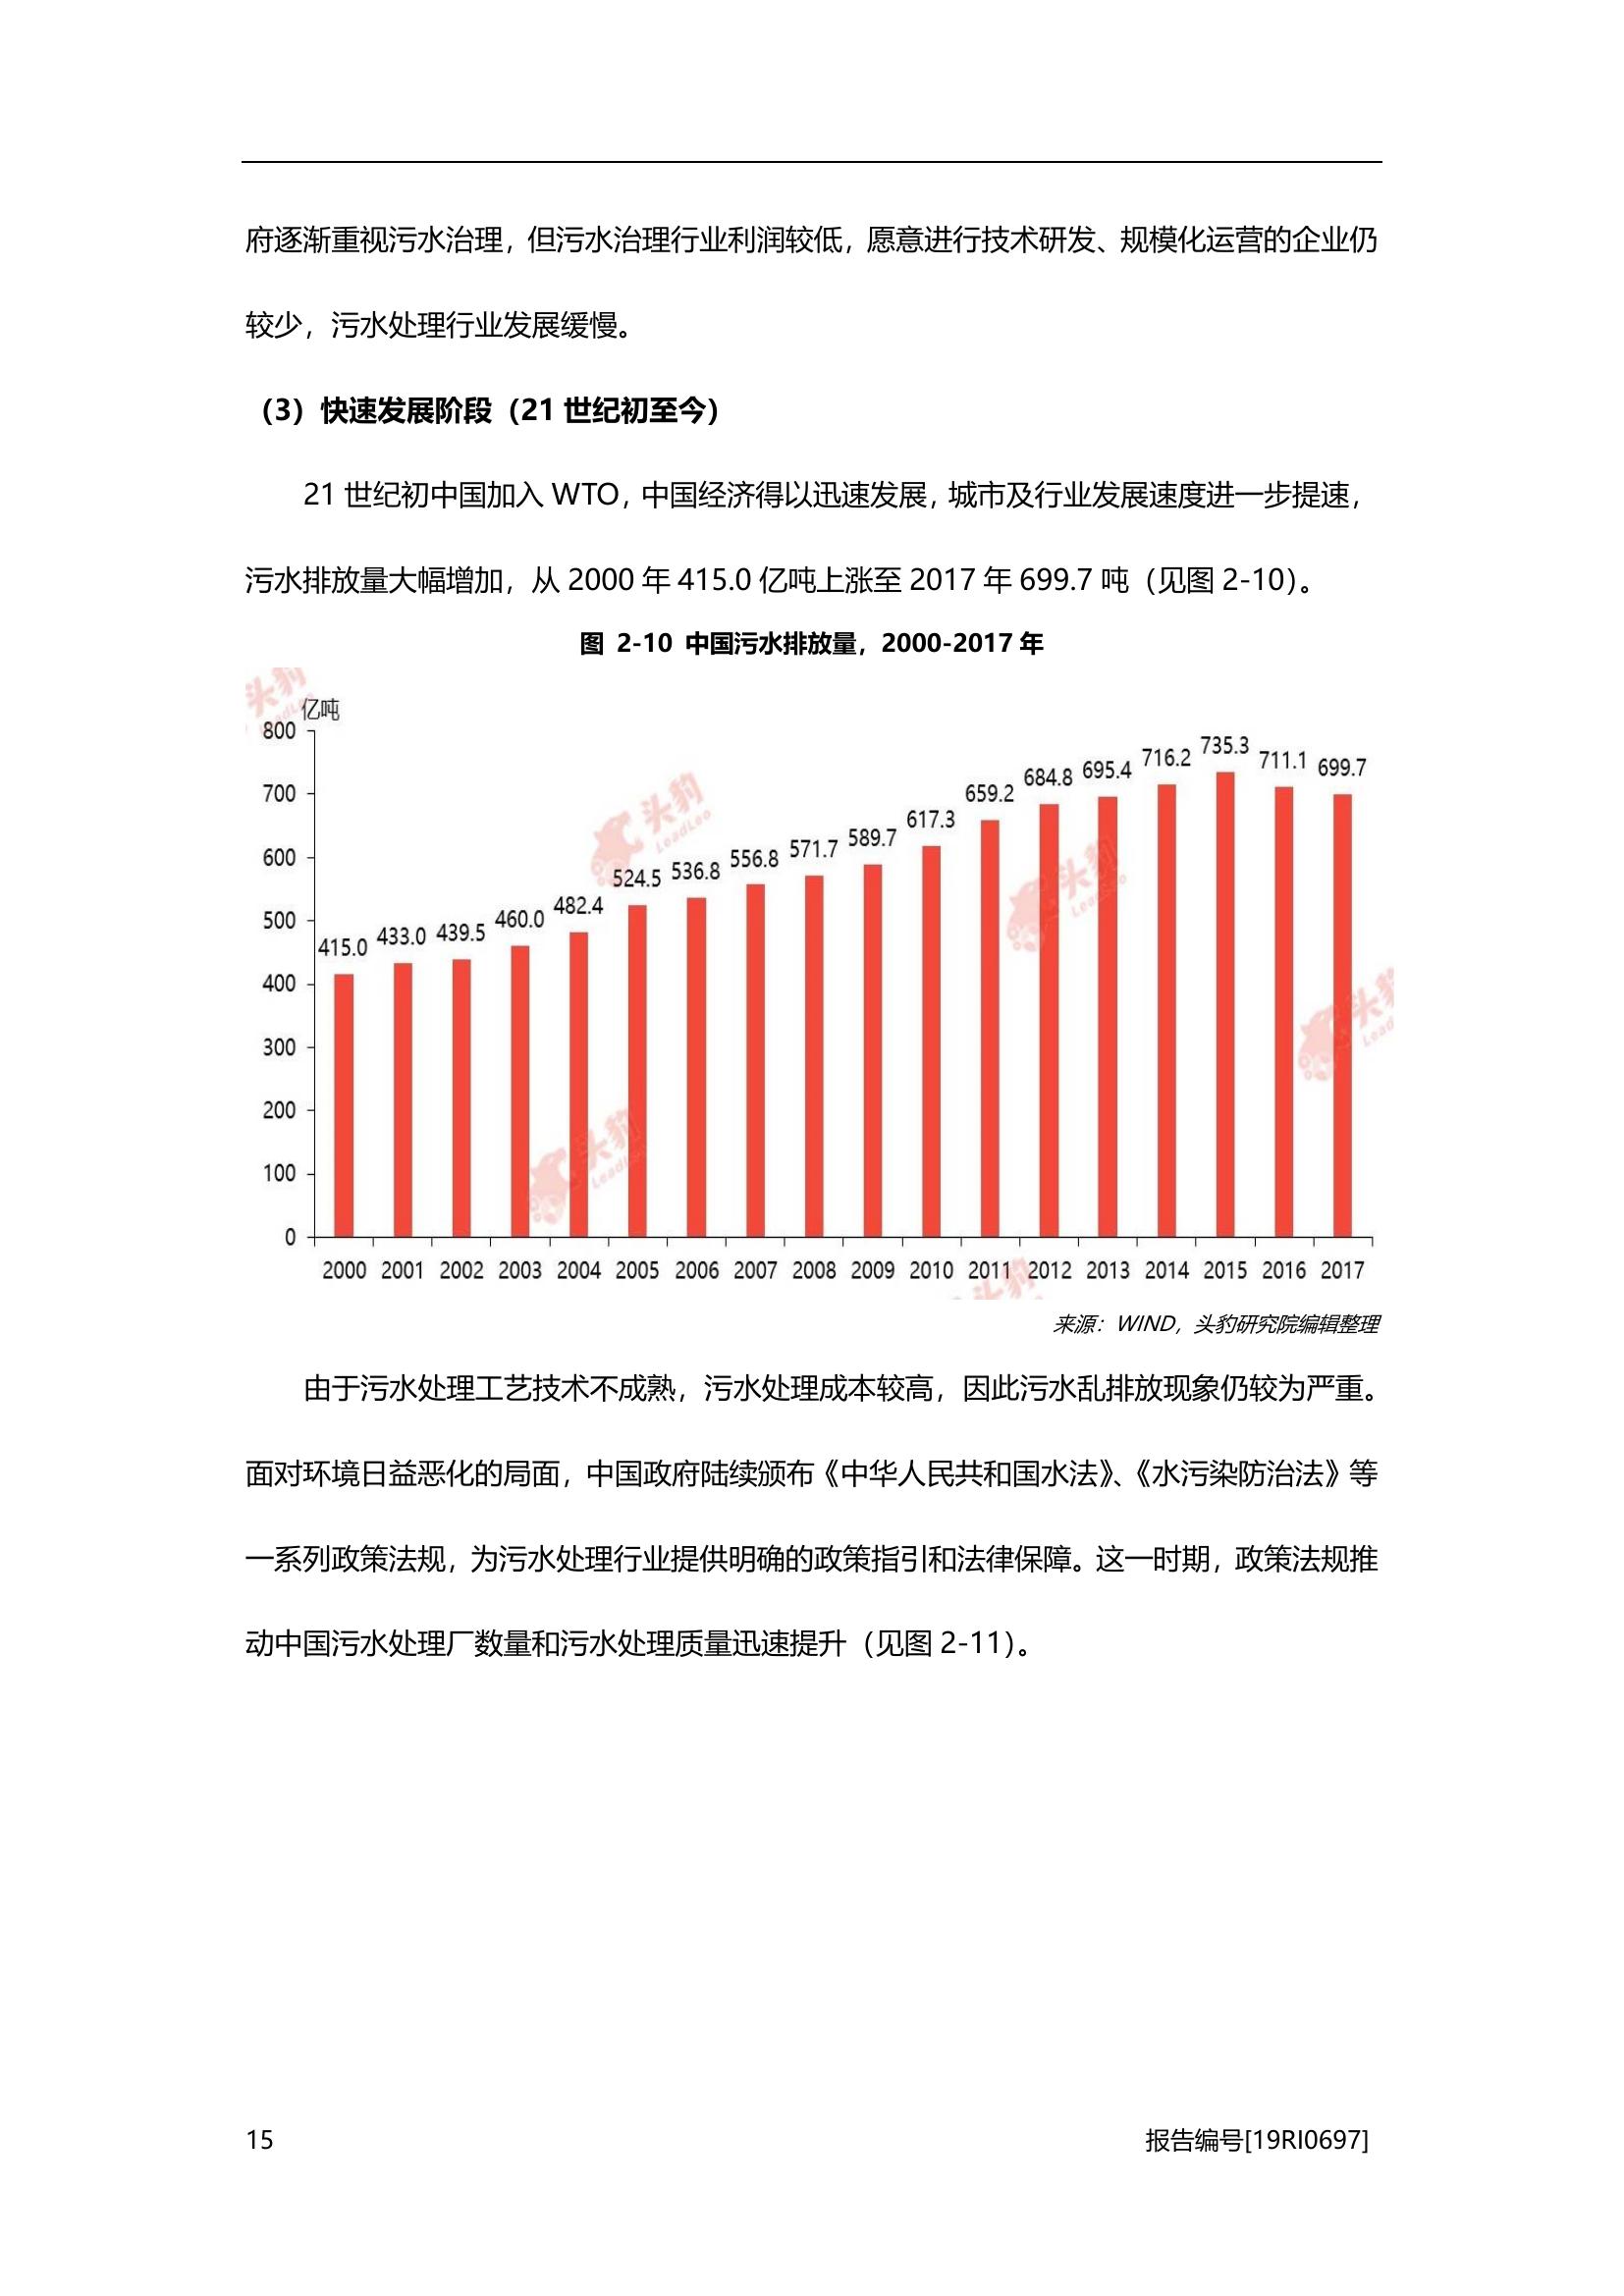 府逐渐重视污水治理，但污水治理行业利润较低，愿意进行技术研发、规模化运营的企业仍
较少，污水处理行业发展缓慢。
（3）快速发展阶段（21 世纪初至今）
21 世纪初中国加入 WTO，中国经济得以迅速发展，城市及行业发展速度进一步提速，
污水排放量大幅增加，从 2000 年 415.0 亿吨上涨至 2017 年 699.7 吨（见图 2-10）。
图 2-10 中国污水排放量，2000-2017 年
亿吨
800
700
600
500
400
300
200
100
0
415.0 433.0 439.5 460.0 482.4 524.5 536.8 556.8 571.7 589.7 617.3 659.2 684.8 695.4 716.2 735.3 711.1 699.7
2000 2001 2002 2003 2004 2005 2006 2007 2008 2009 2010 2011 2012 2013 2014 2015 2016 2017
头豹
LeadLeo
头豹
LeadLeo
头豹
LeadLeo
头豹
LeadLeo
头豹
Lead
头豹
来源：WIND，头豹研究院编辑整理
由于污水处理工艺技术不成熟，污水处理成本较高，因此污水乱排放现象仍较为严重。
面对环境日益恶化的局面，中国政府陆续颁布《中华人民共和国水法》、《水污染防治法》等
一系列政策法规，为污水处理行业提供明确的政策指引和法律保障。这一时期，政策法规推
动中国污水处理厂数量和污水处理质量迅速提升（见图 2-11）。
15
报告编号[19RI0697]